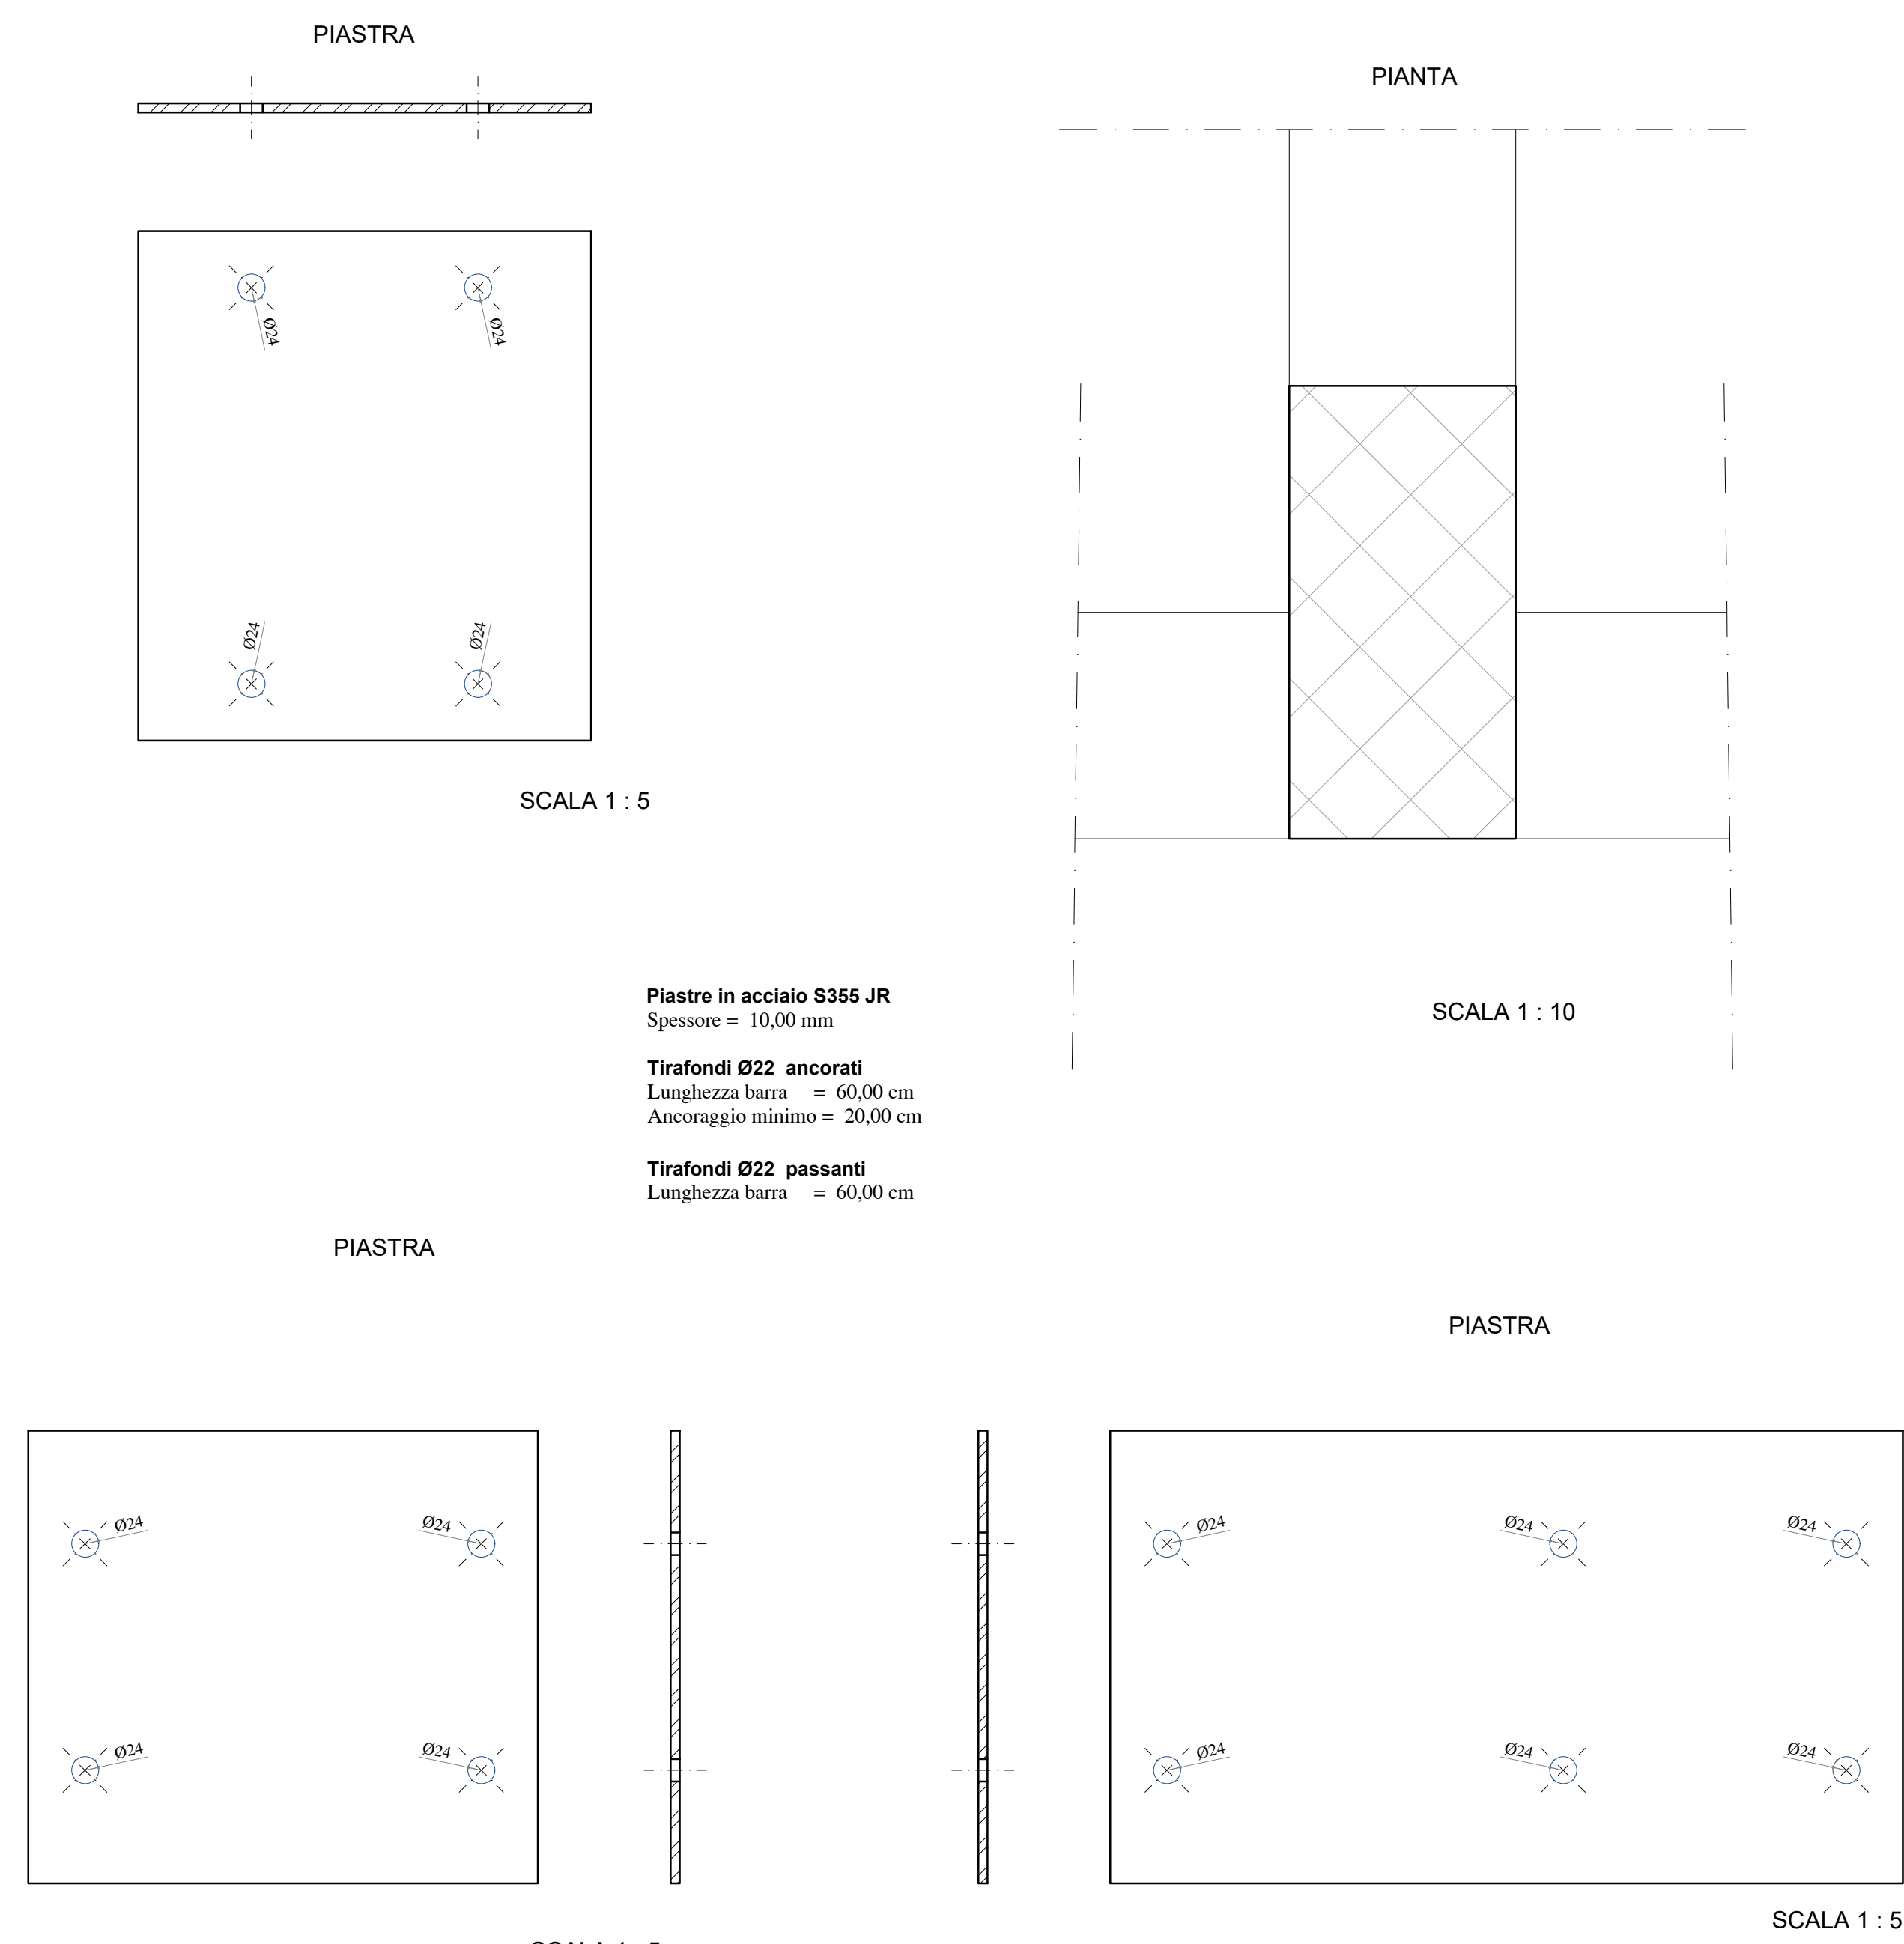 PIASTRA
PIANTA
Ø24
Ø24
Ø24
Ø24
SCALA 1 : 5
SCALA 1 : 10
Piastre in acciaio S355 JR
Spessore = 10,00 mm
Tirafondi Ø22 ancorati
Lunghezza barra = 60,00 cm
Ancoraggio minimo = 20,00 cm
Tirafondi Ø22 passanti
Lunghezza barra = 60,00 cm
PIASTRA
PIASTRA
Ø24
Ø24
Ø24
Ø24
Ø24
Ø24
Ø24
Ø24
Ø24
Ø24
SCALA 1 : 5